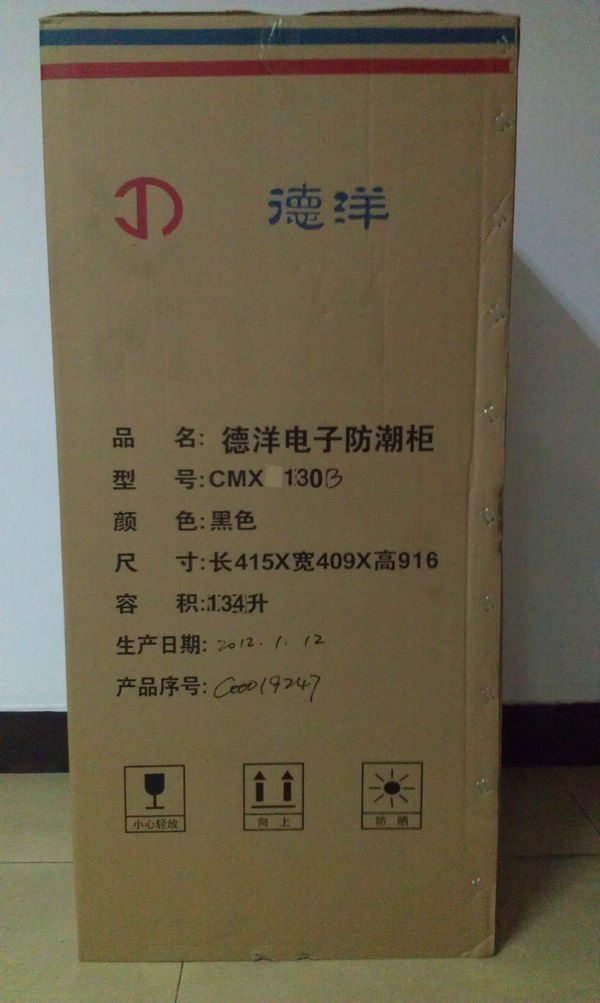 德洋
品 名: 德洋电子防潮柜
型 号:CMX 130B
颜 色:黑色
尺 寸:长415X宽409X高916
容 积:134升
生产日期: 2012.1.12
产品序号: C00019247
小心轻放
向 上
防 晒